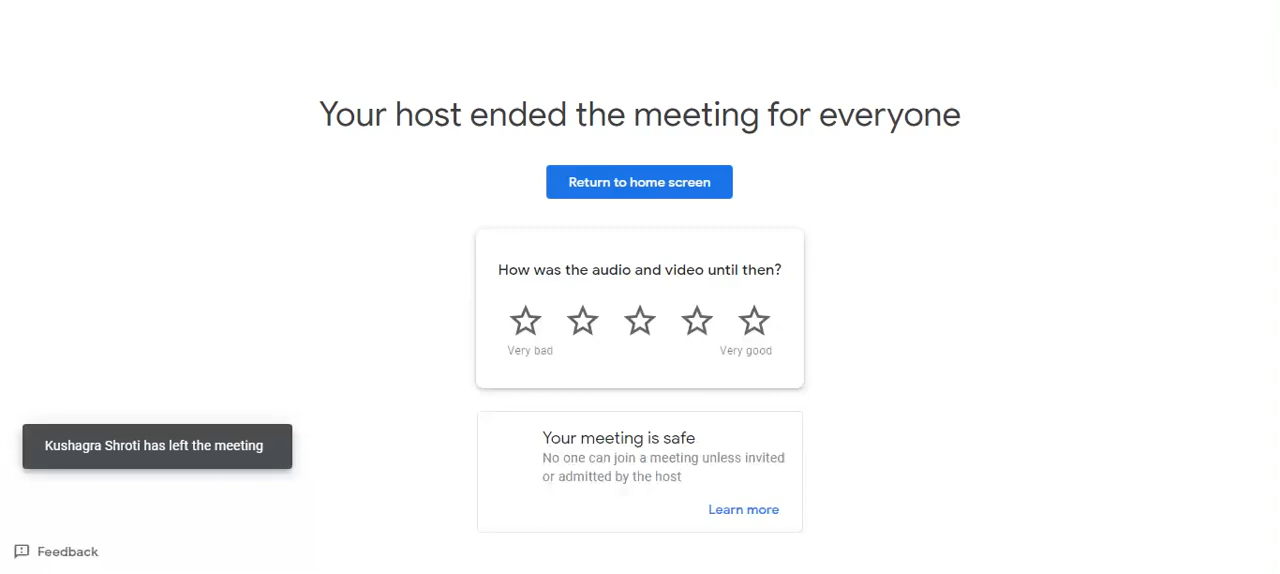 Your host ended the meeting for everyone
Return to home screen
How was the audio and video until then?
Very bad
Very good
Kushagra Shroti has left the meeting
Your meeting is safe
No one can join a meeting unless invited
or admitted by the host
Learn more
Feedback